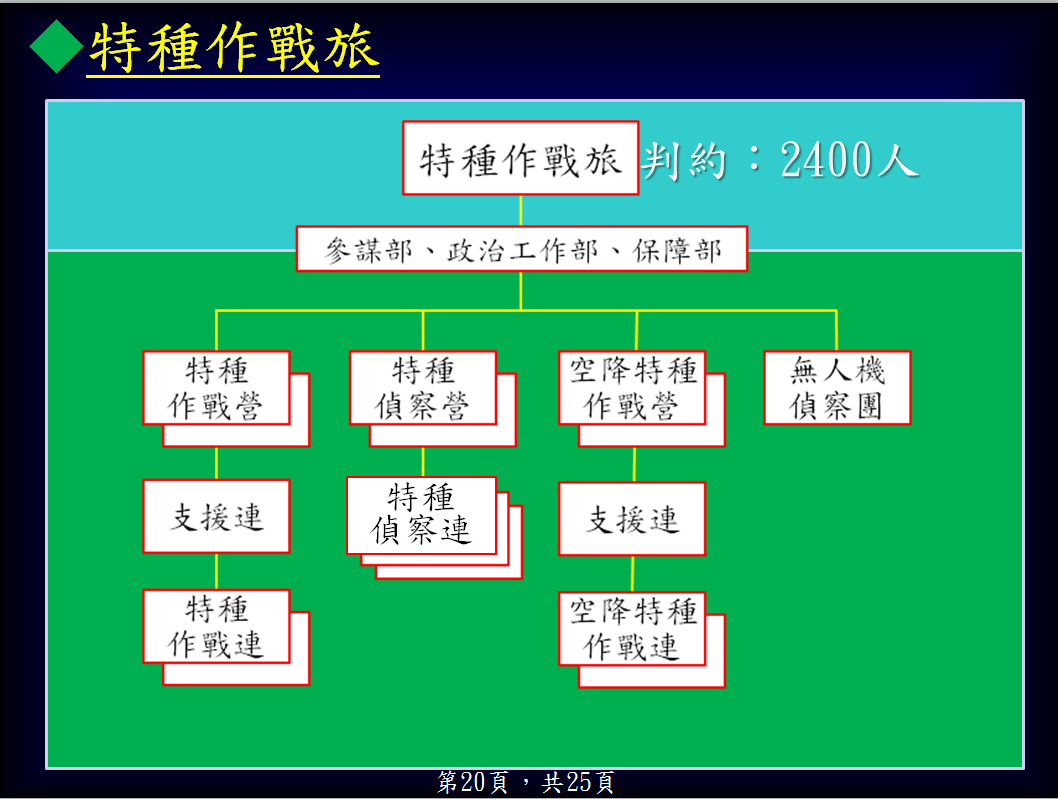 特種作戰旅
特種作戰旅
判約：2400人
參謀部、政治工作部、保障部
特種
作戰營
特種
偵察營
空降特種
作戰營
無人機
偵察團
支援連
特種
偵察連
支援連
特種
作戰連
空降特種
作戰連
第20頁，共25頁